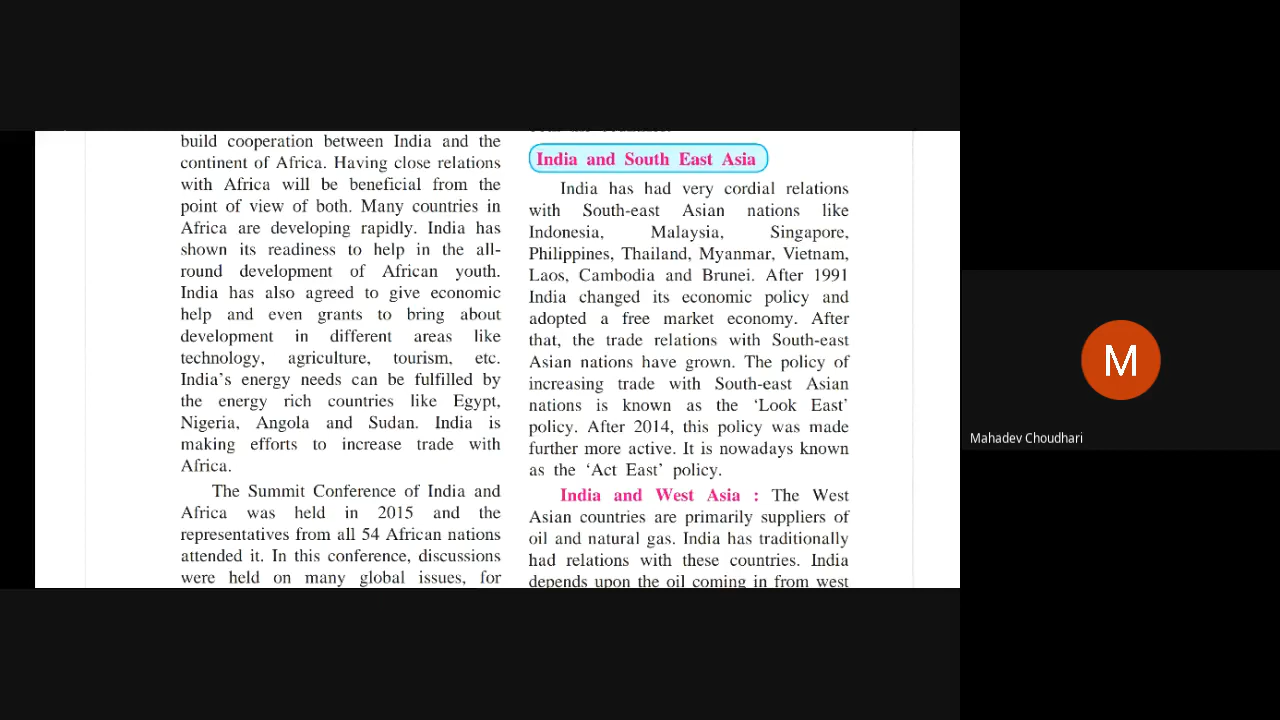 build cooperation between India and the
continent of Africa. Having close relations
with Africa will be beneficial from the
point of view of both. Many countries in
Africa are developing rapidly. India has
shown its readiness to help in the all-
round development of African youth.
India has also agreed to give economic
help and even grants to bring about
development in different areas like
technology, agriculture, tourism, etc.
India's energy needs can be fulfilled by
the energy rich countries like Egypt,
Nigeria, Angola and Sudan. India is
making efforts to increase trade with
Africa.
The Summit Conference of India and
Africa was held in 2015 and the
representatives from all 54 African nations
attended it. In this conference, discussions
were held on many global issues, for
India and South East Asia
India has had very cordial relations
with South-east Asian nations like
Indonesia, Malaysia, Singapore,
Philippines, Thailand, Myanmar, Vietnam,
Laos, Cambodia and Brunei. After 1991
India changed its economic policy and
adopted a free market economy. After
that, the trade relations with South-east
Asian nations have grown. The policy of
increasing trade with South-east Asian
nations is known as the 'Look East'
policy. After 2014, this policy was made
further more active. It is nowadays known
as the 'Act East' policy.
India and West Asia : The West
Asian countries are primarily suppliers of
oil and natural gas. India has traditionally
had relations with these countries. India
depends upon the oil coming in from west
M
Mahadev Choudhari